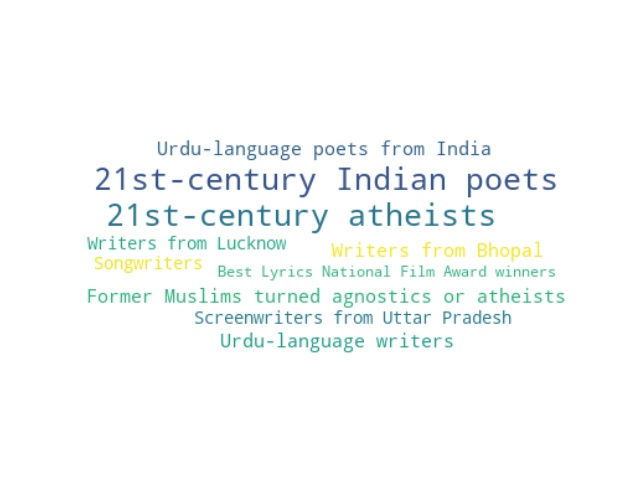 Urdu-language poets from India
21st-century Indian poets
21st-century atheists
Writers from Lucknow
Writers from Bhopal
Songwriters
Best Lyrics National Film Award winners
Former Muslims turned agnostics or atheists
Screenwriters from Uttar Pradesh
Urdu-language writers